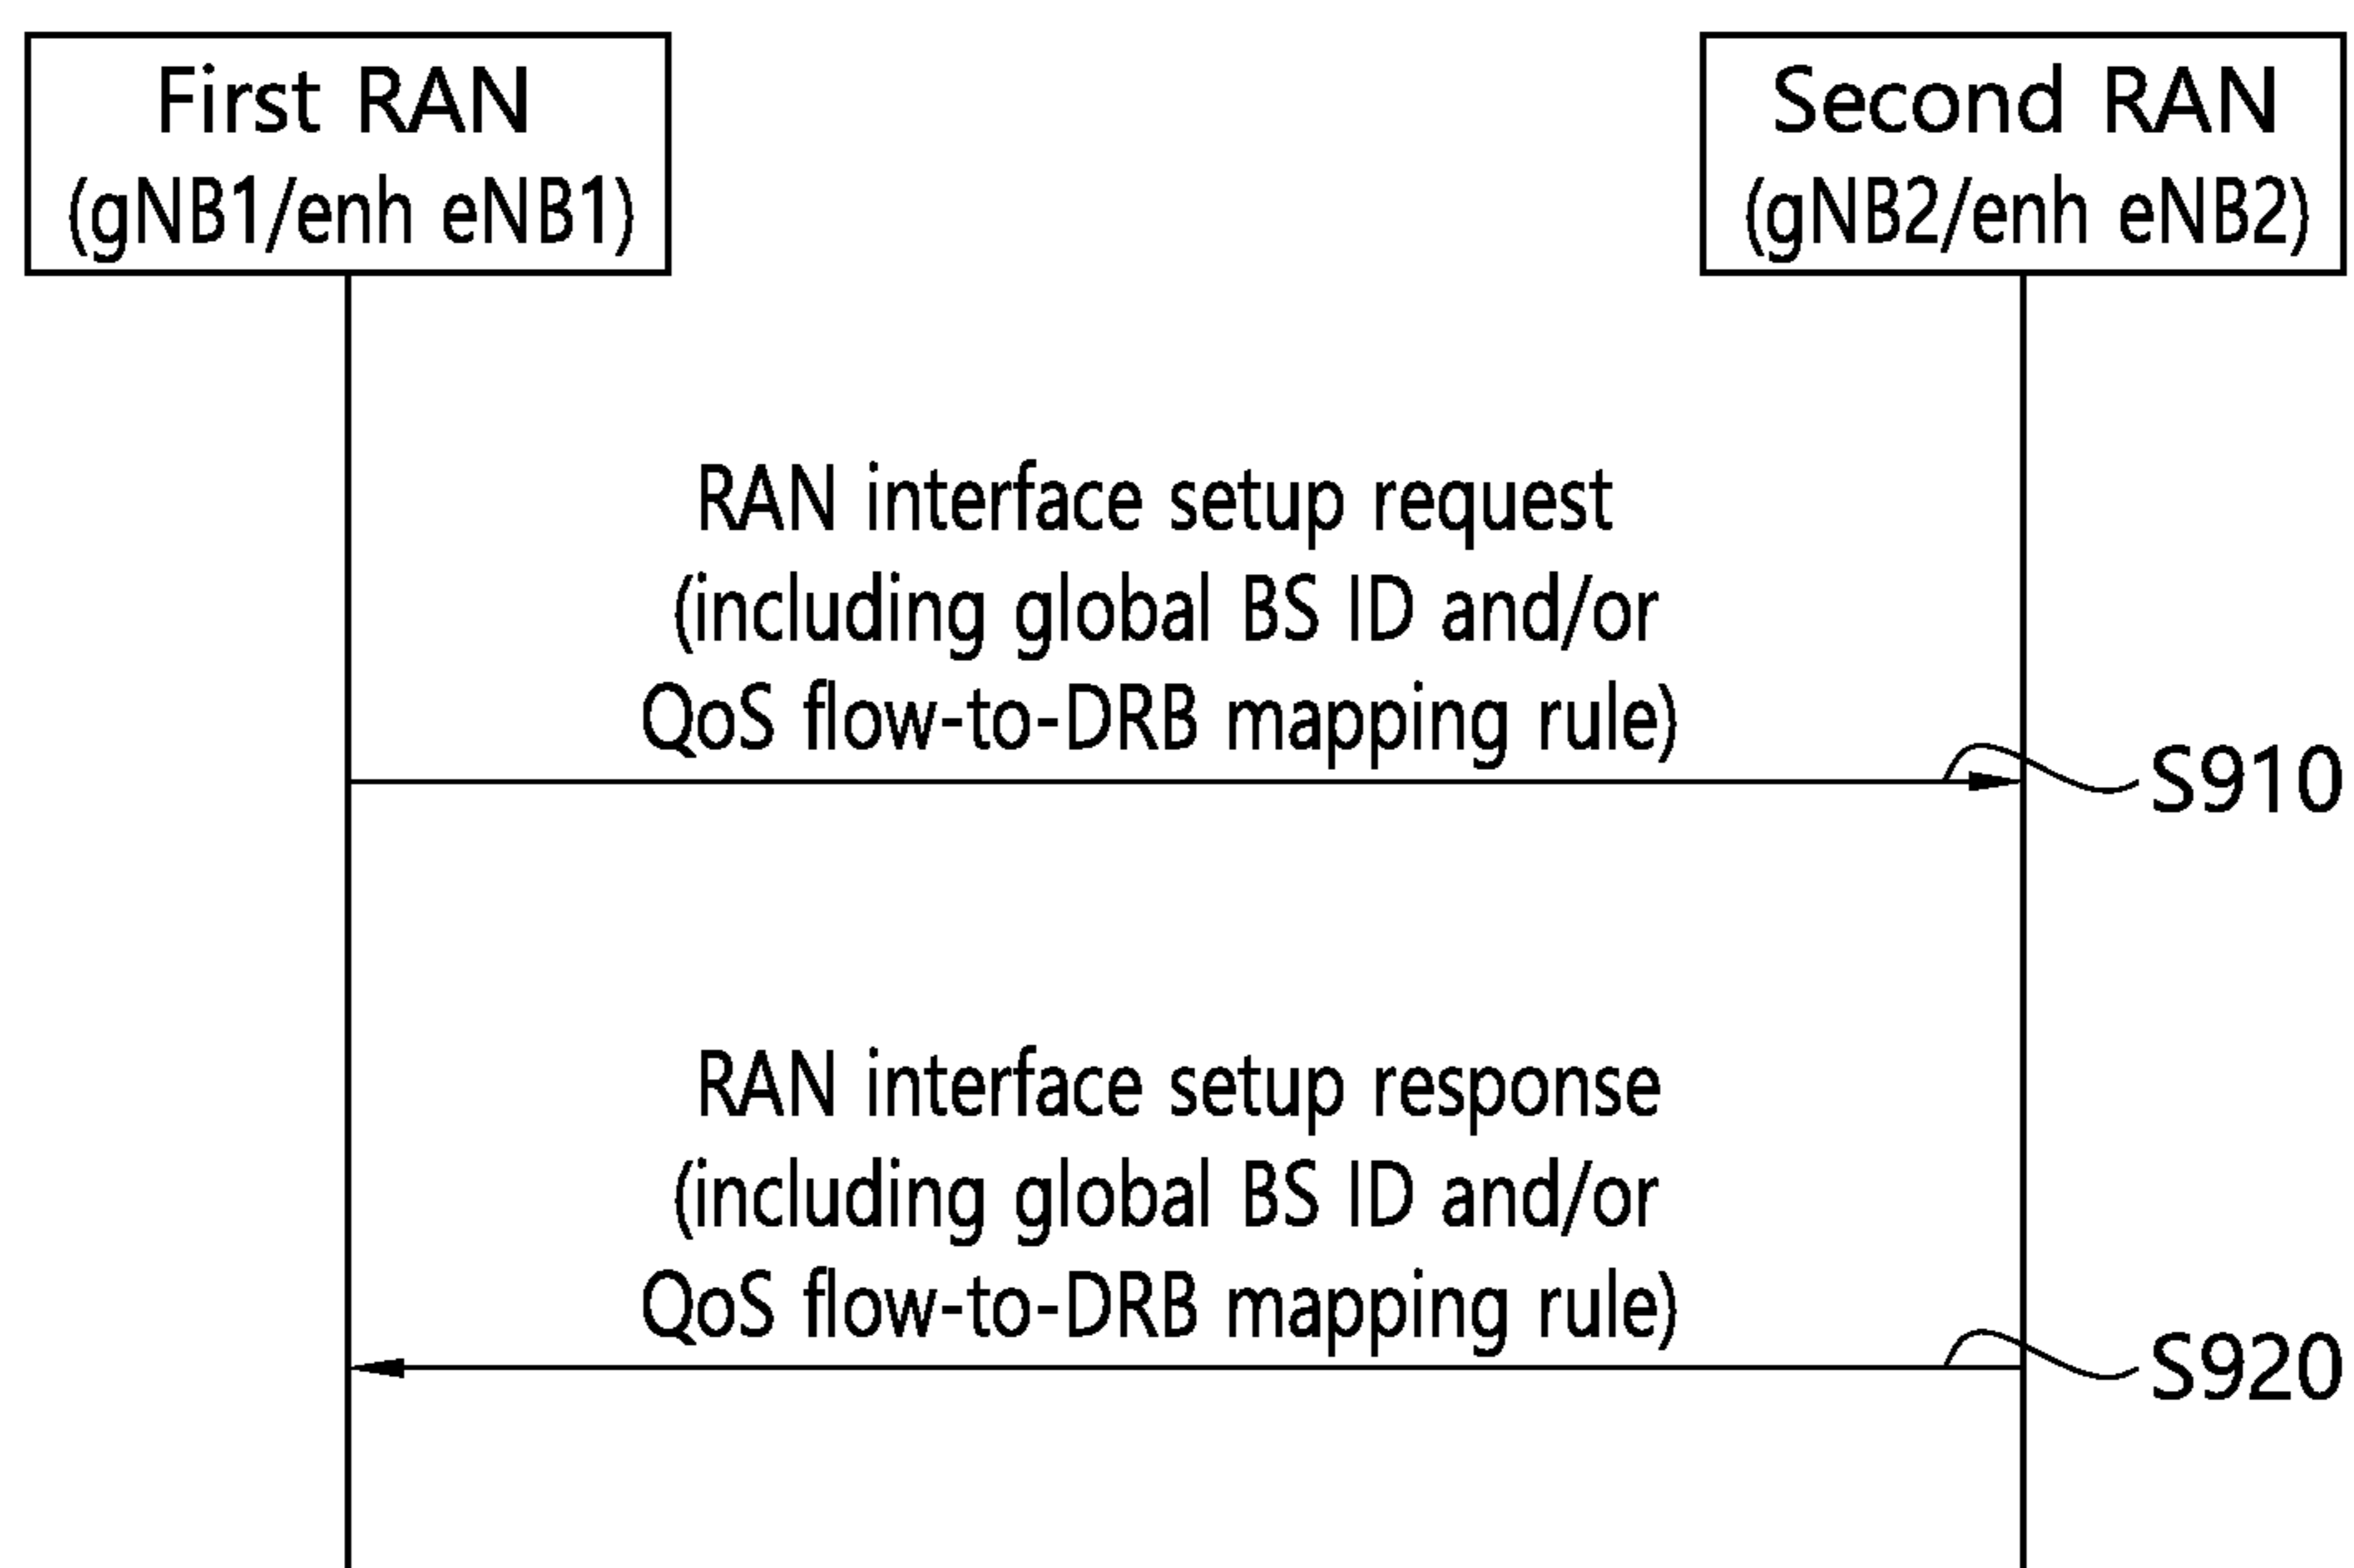 First RAN
(gNB1/enh eNB1)
Second RAN
(gNB2/enh eNB2)
RAN interface setup request
(including global BS ID and/or
QoS flow-to-DRB mapping rule)
S910
RAN interface setup response
(including global BS ID and/or
QoS flow-to-DRB mapping rule)
S920